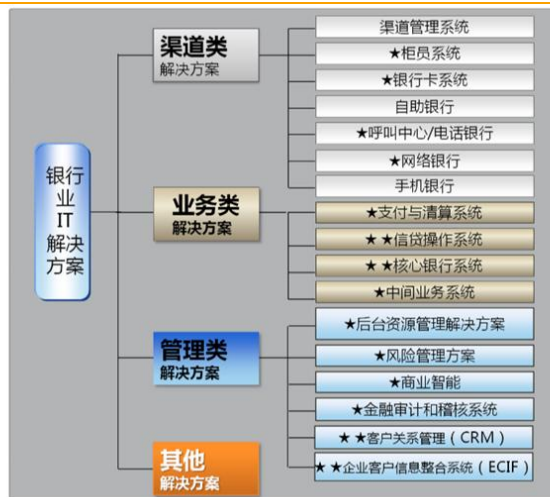 银行
业
IT
解决
方案
渠道类
解决方案
渠道管理系统
★柜员系统
★银行卡系统
自助银行
★呼叫中心/电话银行
★网络银行
手机银行
业务类
解决方案
★支付与清算系统
★ ★信贷操作系统
★ ★核心银行系统
★中间业务系统
管理类
解决方案
★后台资源管理解决方案
★风险管理方案
★商业智能
★金融审计和稽核系统
★ ★客户关系管理（CRM）
★ ★企业客户信息整合系统（ECIF）
其他
解决方案